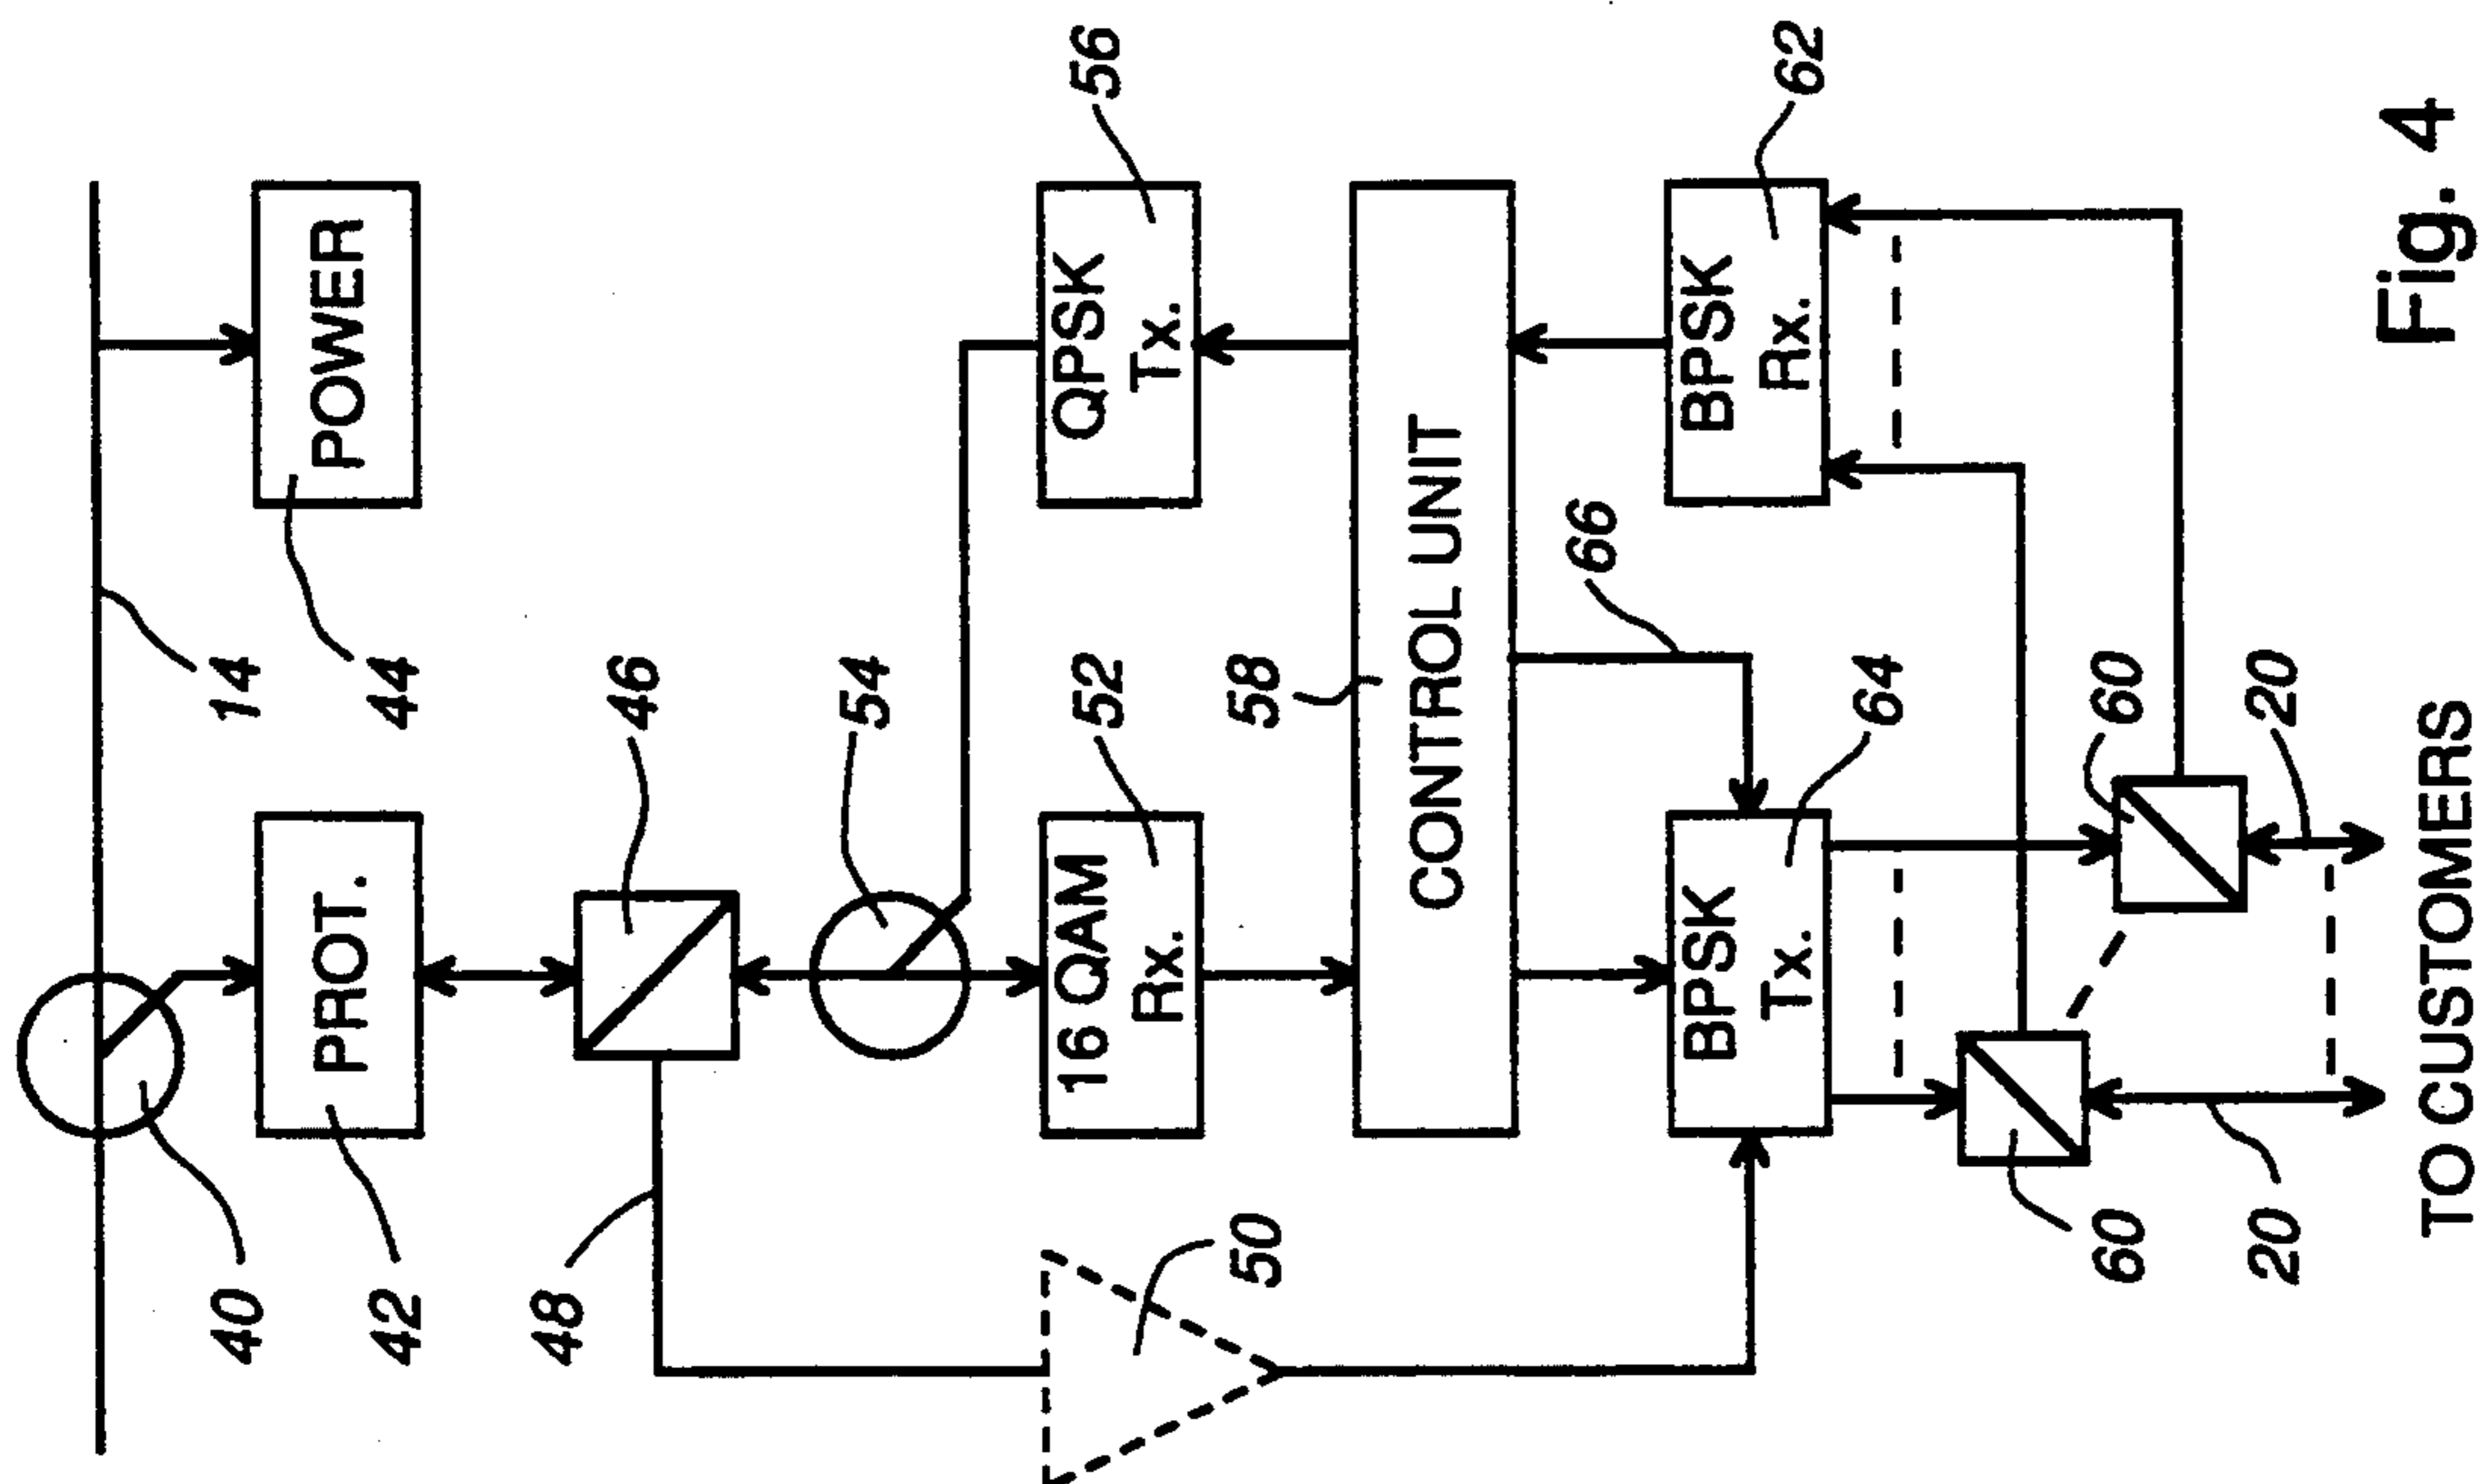 40
14
PROT.
POWER
42
44
48
46
54
16 QAM
Rx.
52
QPSK
Tx.
56
50
58
CONTROL UNIT
66
BPSK
Tx.
64
BPSK
Rx.
62
60
60
20
20
TO CUSTOMERS
Fig. 4